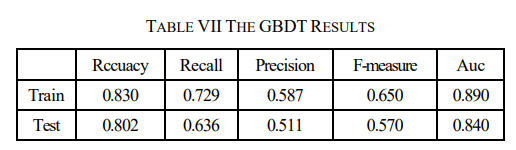 TABLE VII THE GBDT RESULTS
Rccuacy Recall Precision F-measure Auc
Train 0.830 0.729 0.587 0.650 0.890
Test 0.802 0.636 0.511 0.570 0.840